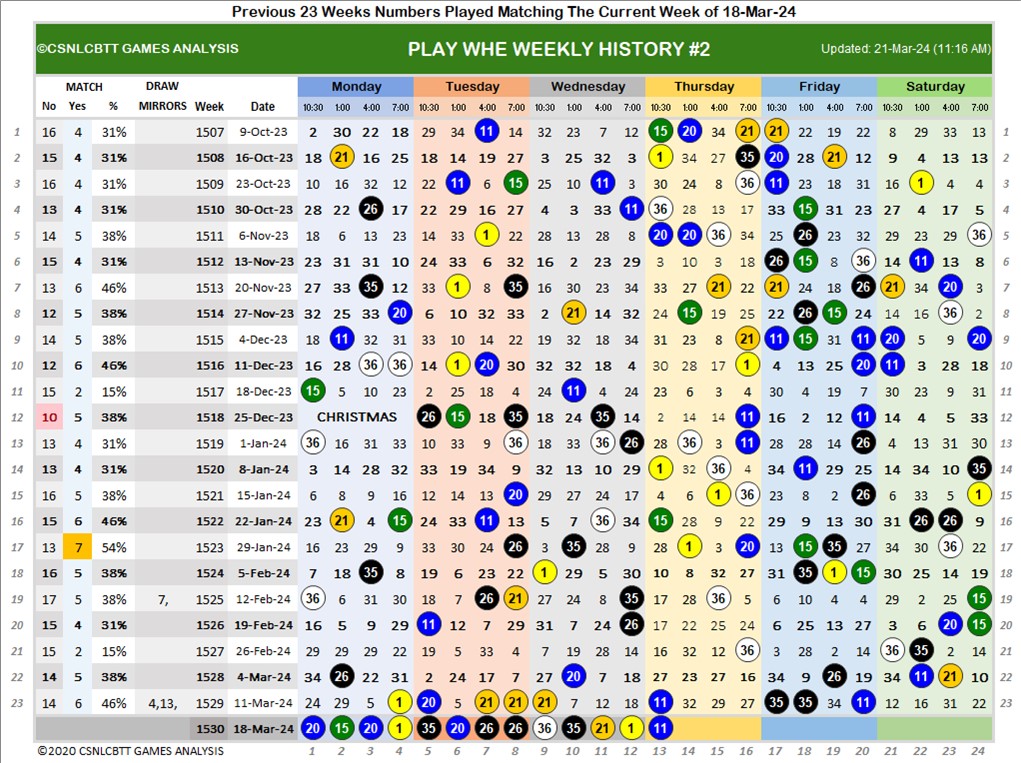 Previous 23 Weeks Numbers Played Matching The Current Week of 18-Mar-24
©CSNLCBTT GAMES ANALYSIS PLAY WHE WEEKLY HISTORY #2 Updated: 21-Mar-24 (11:16 AM)
MATCH DRAW Monday Tuesday Wednesday Thursday Friday Saturday
No Yes % MIRRORS Week Date 10:30 1:00 4:00 7:00 10:30 1:00 4:00 7:00 10:30 1:00 4:00 7:00 10:30 1:00 4:00 7:00 10:30 1:00 4:00 7:00 10:30 1:00 4:00 7:00
1 16 4 31% 1507 9-Oct-23 2 30 22 18 29 34 11 14 32 23 7 12 15 20 34 21 21 22 19 22 8 29 33 13 1
2 15 4 31% 1508 16-Oct-23 18 21 16 25 18 14 19 27 3 25 32 3 1 34 27 35 20 28 21 12 9 4 13 13 2
3 16 4 31% 1509 23-Oct-23 10 16 32 12 22 11 6 15 25 10 11 3 30 24 8 36 11 23 18 31 16 1 4 4 3
4 13 4 31% 1510 30-Oct-23 28 22 26 17 22 29 16 27 4 3 33 11 36 28 13 17 33 15 31 23 27 4 17 5 4
5 14 5 38% 1511 6-Nov-23 18 6 13 23 14 33 1 22 3 13 28 8 20 20 36 34 25 26 23 32 29 22 23 36 5
6 15 4 31% 1512 13-Nov-23 23 31 31 10 24 33 6 32 16 2 23 29 3 10 3 18 26 15 8 36 14 11 13 8 6
7 13 6 46% 1513 20-Nov-23 27 33 35 12 33 1 8 35 16 30 23 34 33 27 21 22 21 24 18 26 21 34 20 3 7
8 12 5 38% 1514 27-Nov-23 32 25 33 20 6 10 32 33 2 21 14 32 24 15 19 25 22 26 15 24 14 16 36 2 8
9 14 5 38% 1515 4-Dec-23 18 11 32 31 33 10 14 22 19 32 18 34 31 23 8 21 11 15 31 11 20 5 9 20 9
10 12 6 46% 1516 11-Dec-23 16 28 36 36 14 1 20 30 32 32 18 4 30 28 17 1 4 13 25 20 11 3 28 18 10
11 15 2 15% 1517 18-Dec-23 15 5 10 23 2 25 18 4 24 11 4 14 23 6 3 4 30 4 19 7 30 23 9 31 11
12 10 5 38% 1518 25-Dec-23 CHRISTMAS 26 15 18 35 18 24 35 14 2 14 14 11 16 2 12 11 14 4 5 33 12
13 13 4 31% 1519 1-Jan-24 36 16 31 33 10 33 9 36 18 33 36 26 28 36 13 11 28 28 14 26 4 13 31 30 13
14 13 4 31% 1520 8-Jan-24 3 14 28 32 33 19 34 9 32 13 10 29 1 32 36 4 34 11 29 25 14 34 10 35 14
15 16 5 38% 1521 15-Jan-24 6 8 9 16 12 14 13 20 29 27 24 17 4 6 1 36 23 8 2 26 6 33 5 1 15
16 15 6 46% 1522 22-Jan-24 23 21 4 15 24 33 11 13 5 7 36 34 15 28 9 22 29 9 13 30 31 26 26 9 16
17 13 7 54% 1523 29-Jan-24 16 23 29 9 33 30 24 26 3 35 28 9 28 1 3 20 13 15 35 27 34 30 36 22 17
18 16 5 38% 1524 5-Feb-24 7 18 35 8 19 6 23 22 1 29 5 30 10 8 32 27 31 35 1 15 30 25 14 19 18
19 17 5 38% 7, 1525 12-Feb-24 36 6 31 30 18 7 26 21 27 24 8 35 17 28 36 5 6 10 4 4 29 2 25 15 19
20 15 4 31% 1526 19-Feb-24 16 5 9 29 11 12 7 29 31 7 24 26 17 22 25 24 6 25 13 27 3 6 20 15 20
21 15 2 15% 1527 26-Feb-24 29 29 29 22 19 5 33 4 7 19 28 14 16 32 12 36 3 28 2 14 36 35 2 14 21
22 14 5 38% 1528 4-Mar-24 34 26 22 31 2 24 17 7 27 20 7 18 27 23 27 16 34 9 26 19 34 11 21 10 22
23 14 6 46% 4,13, 1529 11-Mar-24 24 29 5 1 20 5 21 21 21 7 12 18 11 32 29 27 35 35 34 11 12 16 31 22 23
1530 18-Mar-24 20 15 20 1 35 20 26 26 36 35 21 1 11
©2020 CSNLCBTT GAMES ANALYSIS 1 2 3 4 5 6 7 8 9 10 11 12 13 14 15 16 17 18 19 20 21 22 23 24